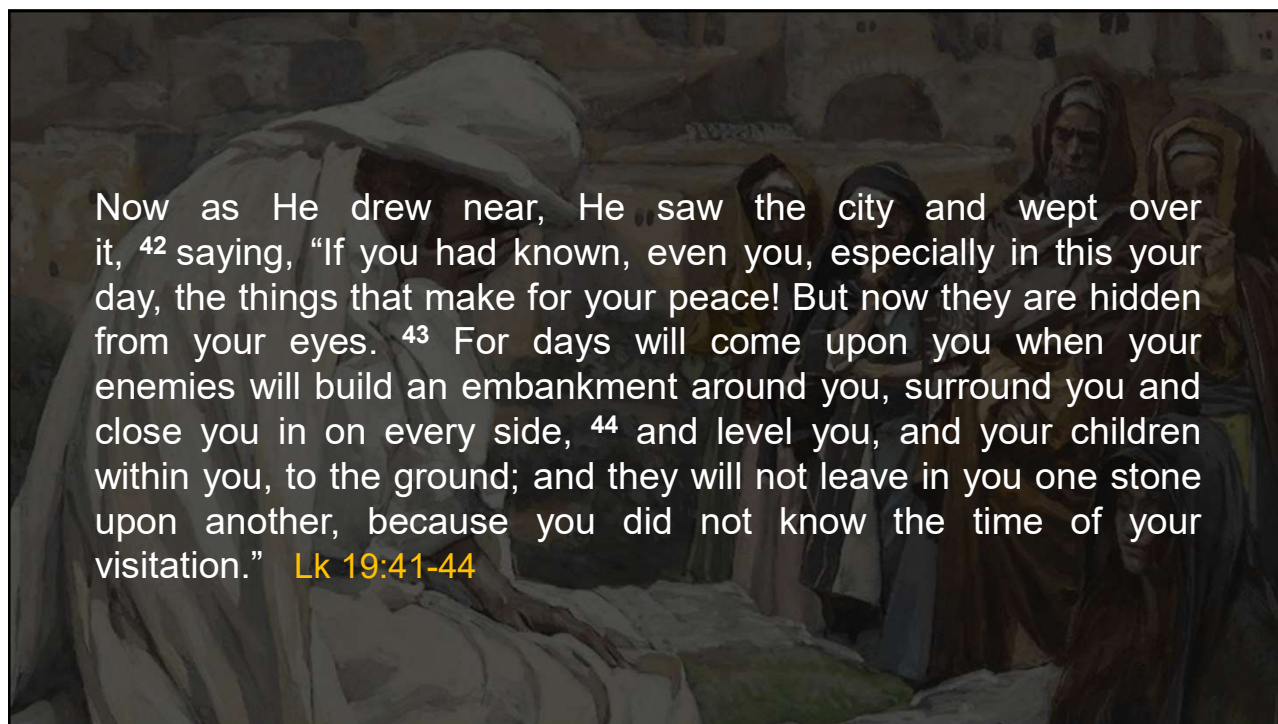 Now as He drew near, He saw the city and wept over
it, 42 saying, “If you had known, even you, especially in this your
day, the things that make for your peace! But now they are hidden
from your eyes. 43 For days will come upon you when your
enemies will build an embankment around you, surround you and
close you in on every side, 44 and level you, and your children
within you, to the ground; and they will not leave in you one stone
upon another, because you did not know the time of your
visitation.” Lk 19:41-44